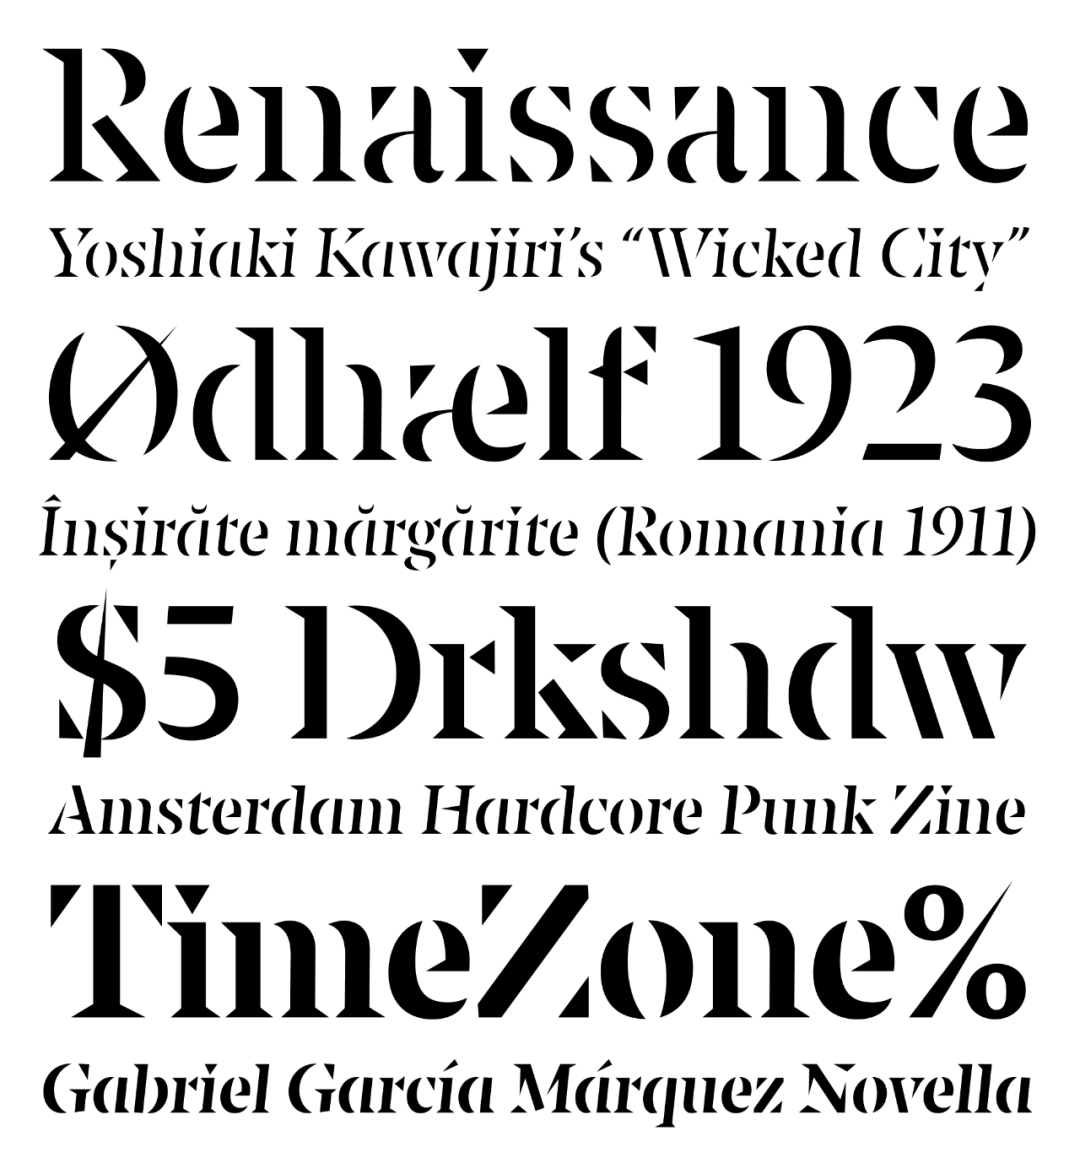 Renaissance
Yoshiaki Kawajiri’s “Wicked City”
Ødhælf 1923
Înșirăte mărgărite (Romania 1911)
$5 Drkshdw
Amsterdam Hardcore Punk Zine
TimeZone%
Gabriel García Márquez Novella